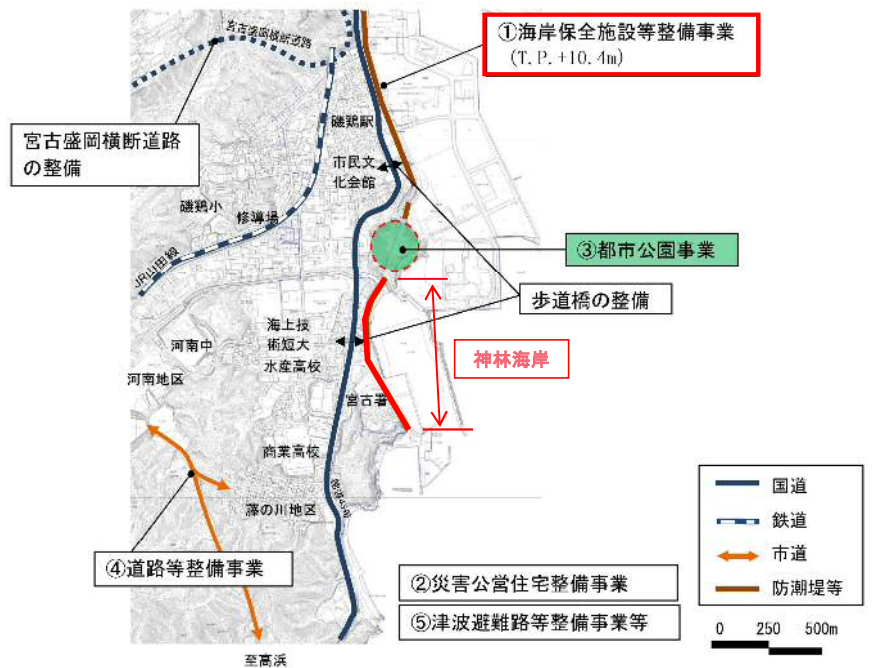 宮古盛岡横断道路
①海岸保全施設等整備事業
(T.P.+10.4m)
宮古盛岡横断道路
の整備
磯鶏駅
市民文
化会館
磯鶏小
修導場
JR山田線
③都市公園事業
歩道橋の整備
海上技
術短大
水産高校
河南中
河南地区
神林海岸
宮古署
商業高校
藤の川地区
国道45号
④道路等整備事業
②災害公営住宅整備事業
⑤津波避難路等整備事業等
至高浜
国道
鉄道
市道
防潮堤等
0 250 500m